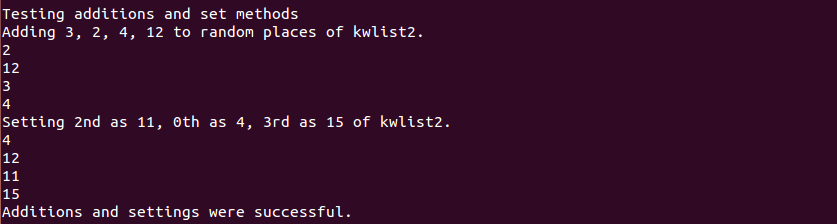 Testing additions and set methods
Adding 3, 2, 4, 12 to random places of kwlist2.
2
12
3
4
Setting 2nd as 11, 0th as 4, 3rd as 15 of kwlist2.
4
12
11
15
Additions and settings were successful.